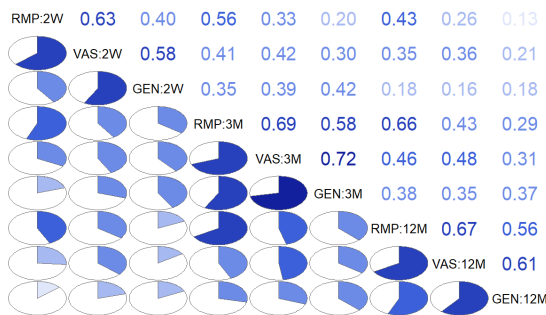 RMP:2W 0.63 0.40 0.56 0.33 0.20 0.43 0.26 0.13
VAS:2W 0.58 0.41 0.42 0.30 0.35 0.36 0.21
GEN:2W 0.35 0.39 0.42 0.18 0.16 0.18
RMP:3M 0.69 0.58 0.66 0.43 0.29
VAS:3M 0.72 0.46 0.48 0.31
GEN:3M 0.38 0.35 0.37
RMP:12M 0.67 0.56
VAS:12M 0.61
GEN:12M